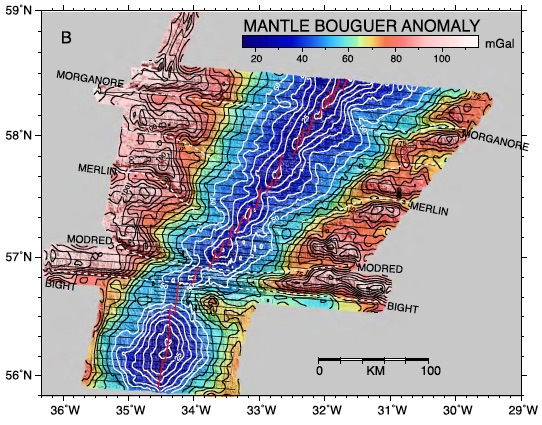 59°N
MANTLE BOUGUER ANOMALY
B
mGal
20 40 60 80 100
MORGANORE
58°N
MORGANORE
MERLIN
MERLIN
MODRED
57°N
MODRED
BIGHT
BIGHT
56°N
0 KM 100
36°W 35°W 34°W 33°W 32°W 31°W 30°W 29°W